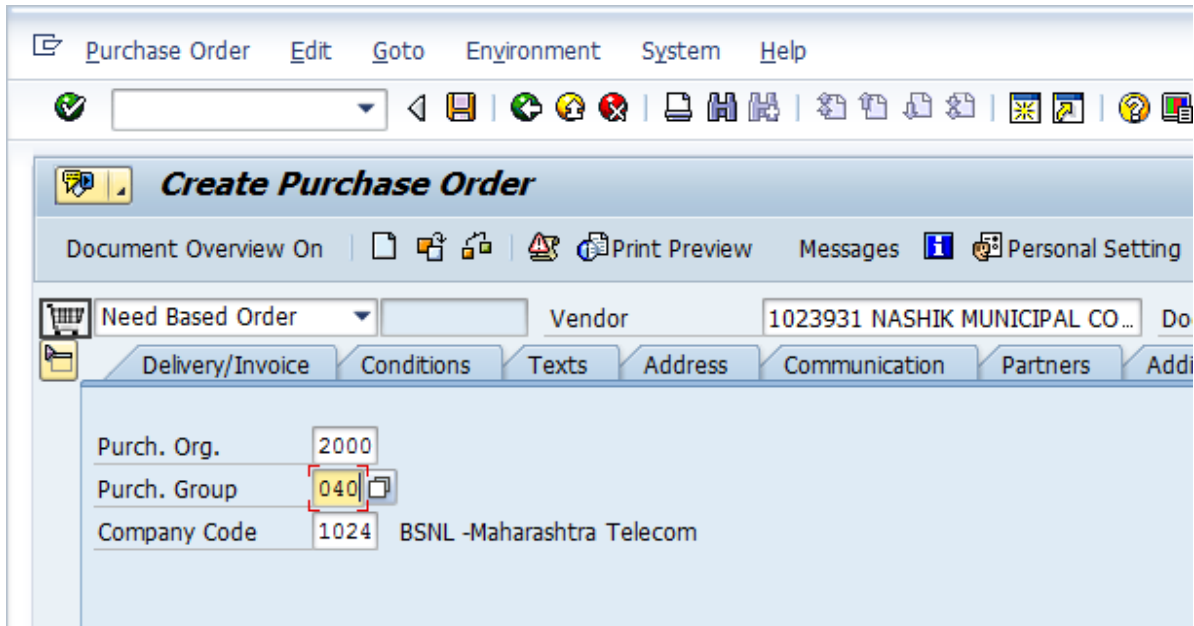 Purchase Order Edit Goto Environment System Help
Create Purchase Order
Document Overview On Print Preview Messages Personal Setting
Need Based Order Vendor 1023931 NASHIK MUNICIPAL CO… Do
Delivery/Invoice Conditions Texts Address Communication Partners Addi
Purch. Org. 2000
Purch. Group 040
Company Code 1024 BSNL -Maharashtra Telecom